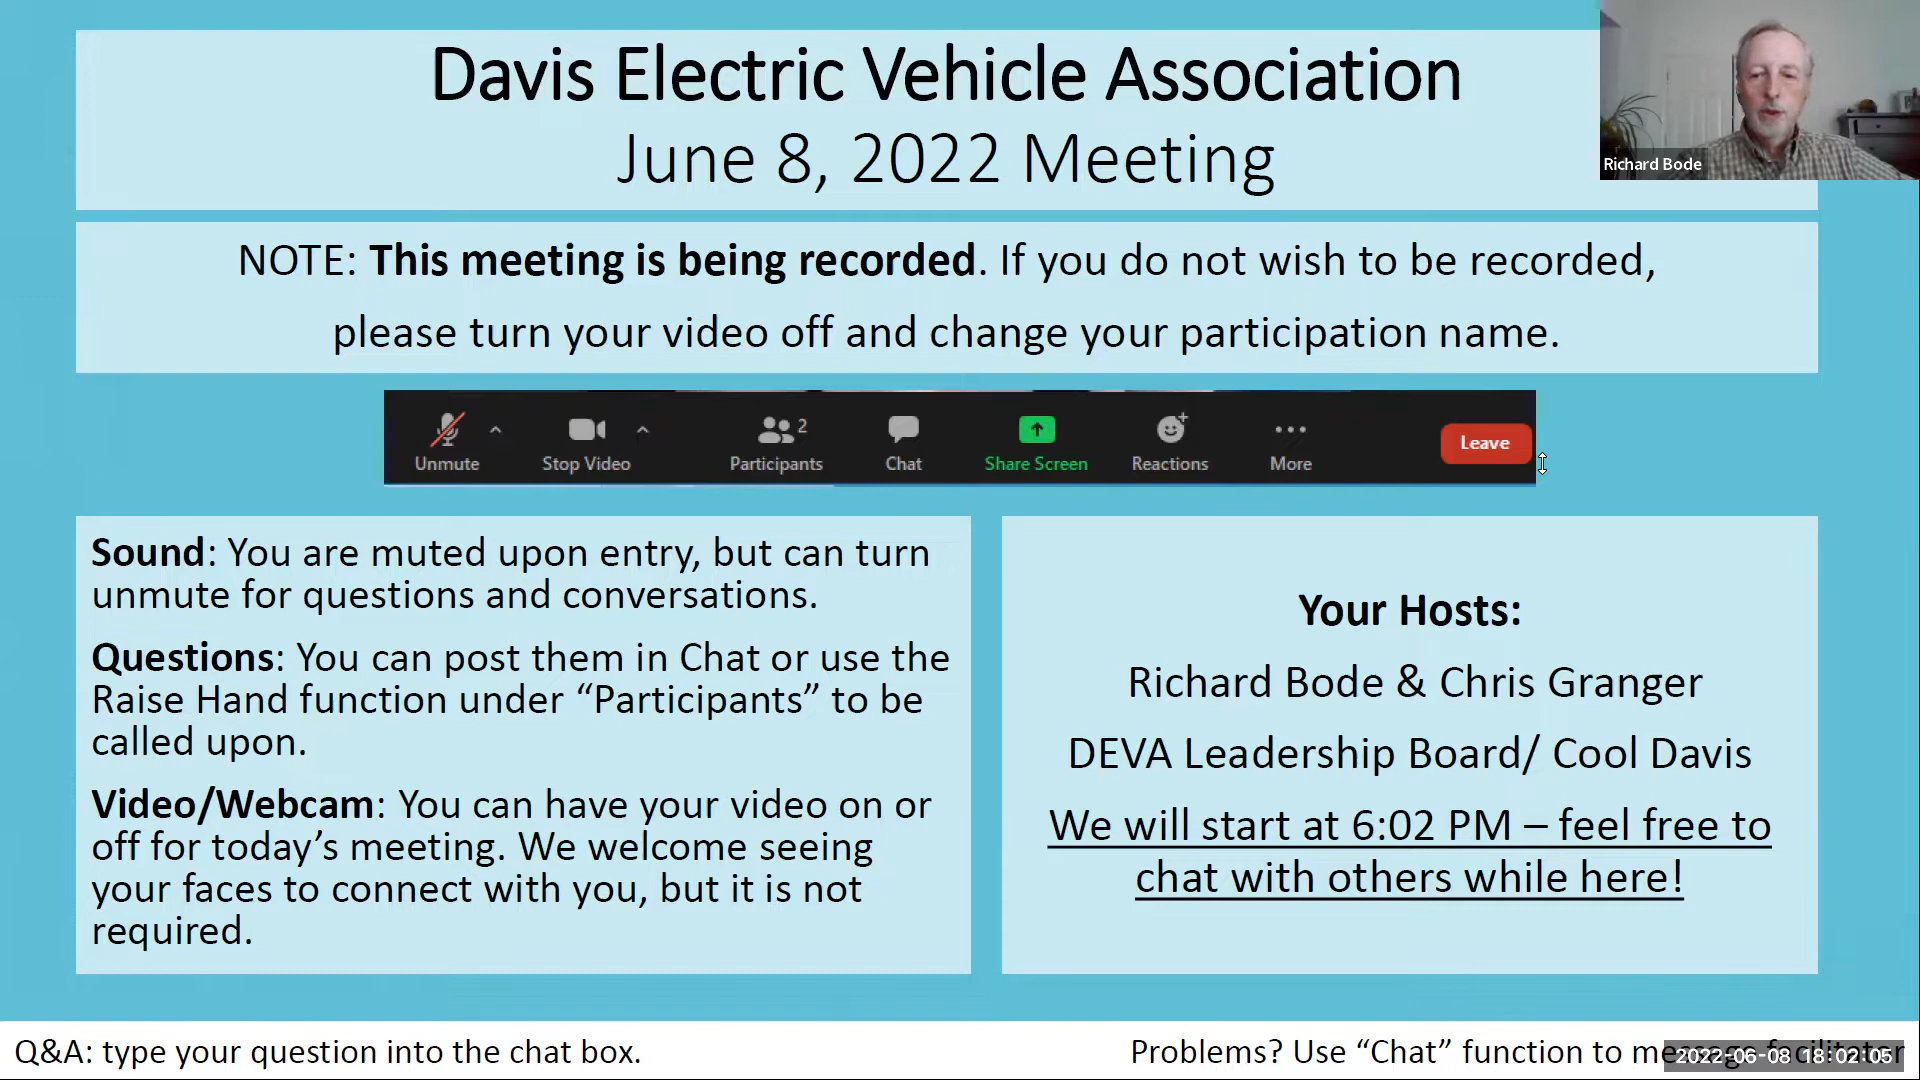 Davis Electric Vehicle Association
June 8, 2022 Meeting
Richard Bode
NOTE: This meeting is being recorded. If you do not wish to be recorded,
please turn your video off and change your participation name.
Unmute
Stop Video
2
Participants
Chat
Share Screen
Reactions
More
Leave
Sound: You are muted upon entry, but can turn
unmute for questions and conversations.
Questions: You can post them in Chat or use the
Raise Hand function under “Participants” to be
called upon.
Video/Webcam: You can have your video on or
off for today’s meeting. We welcome seeing
your faces to connect with you, but it is not
required.
Your Hosts:
Richard Bode & Chris Granger
DEVA Leadership Board/ Cool Davis
We will start at 6:02 PM – feel free to
chat with others while here!
Q&A: type your question into the chat box.
Problems? Use “Chat” function to message facilitator
2022-06-08 18:02:05